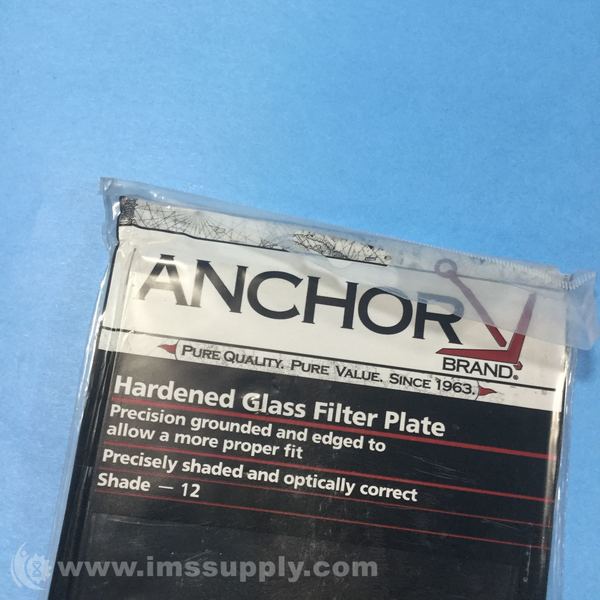 ANCHOR
BRAND®
PURE QUALITY. PURE VALUE. SINCE 1963.
Hardened Glass Filter Plate
Precision grounded and edged to
allow a more proper fit
Precisely shaded and optically correct
Shade — 12
www.imssupply.com